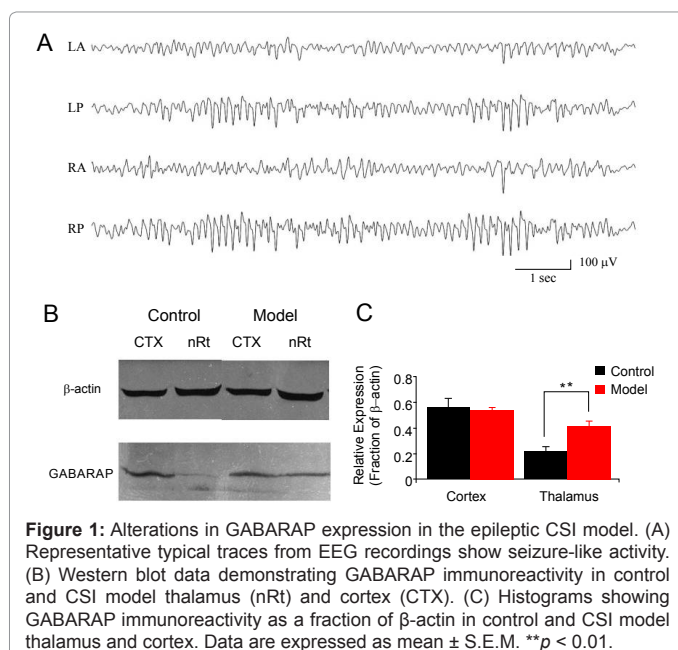 A
LA
LP
RA
RP
100 µV
1 sec
B
Control Model
CTX nRt CTX nRt
β-actin
GABARAP
C
Control
Model
**
Relative Expression
(Fraction of β–actin)
0.8
0.6
0.4
0.2
0
Cortex Thalamus
Figure 1: Alterations in GABARAP expression in the epileptic CSI model. (A)
Representative typical traces from EEG recordings show seizure-like activity.
(B) Western blot data demonstrating GABARAP immunoreactivity in control
and CSI model thalamus (nRt) and cortex (CTX). (C) Histograms showing
GABARAP immunoreactivity as a fraction of β-actin in control and CSI model
thalamus and cortex. Data are expressed as mean ± S.E.M. **p < 0.01.